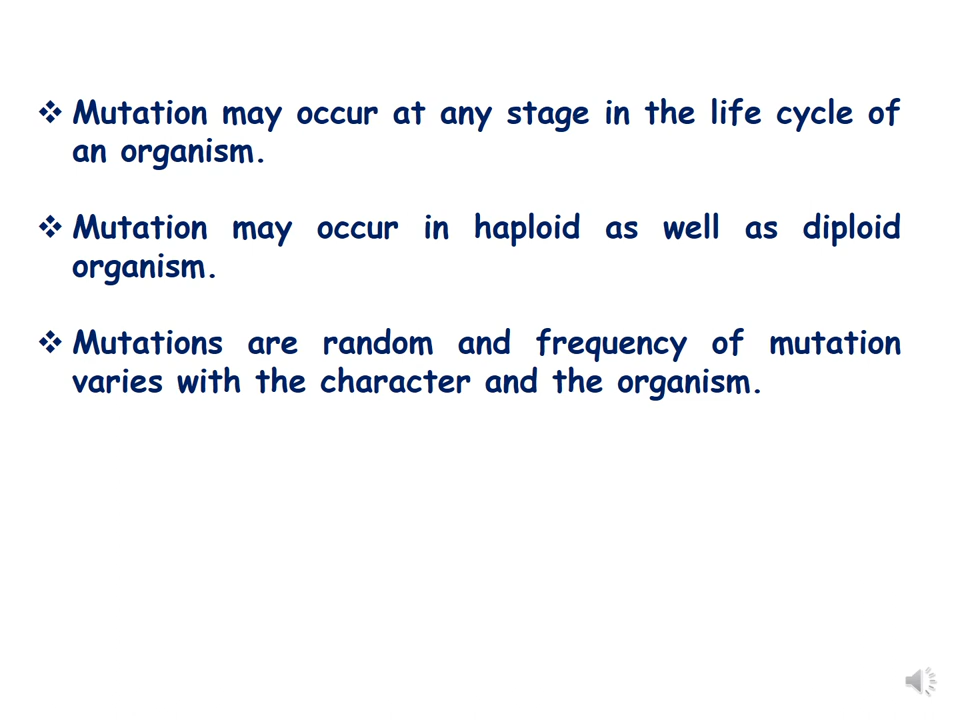 ❖ Mutation may occur at any stage in the life cycle of
an organism.
❖ Mutation may occur in haploid as well as diploid
organism.
❖ Mutations are random and frequency of mutation
varies with the character and the organism.